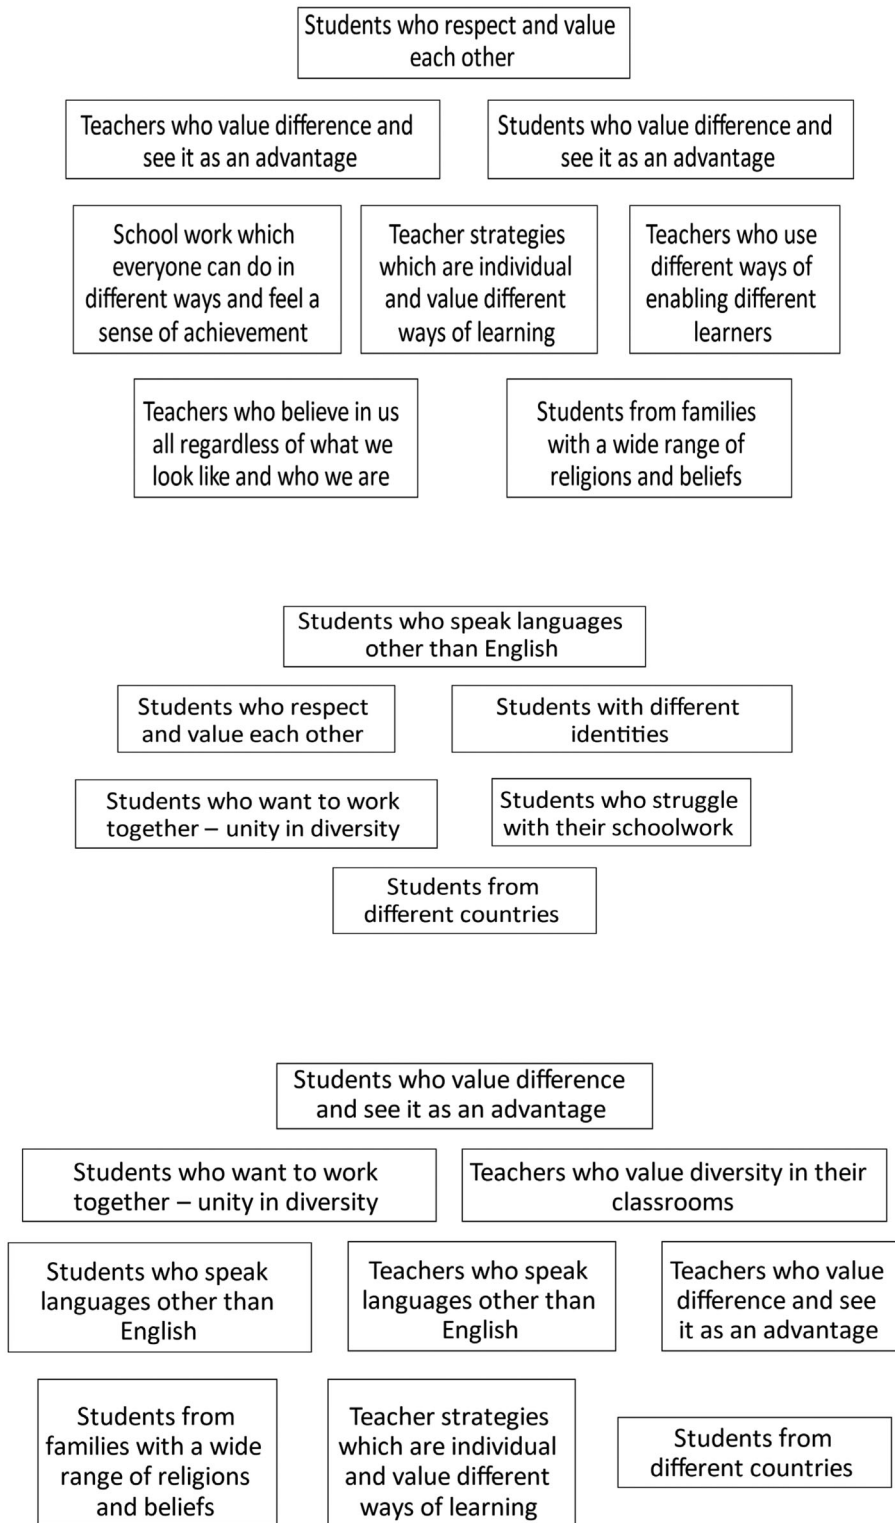 Students who respect and value
each other
Teachers who value difference and
see it as an advantage
Students who value difference and
see it as an advantage
School work which
everyone can do in
different ways and feel a
sense of achievement
Teacher strategies
which are individual
and value different
ways of learning
Teachers who use
different ways of
enabling different
learners
Teachers who believe in us
all regardless of what we
look like and who we are
Students from families
with a wide range of
religions and beliefs
Students who speak languages
other than English
Students who respect
and value each other
Students with different
identities
Students who want to work
together – unity in diversity
Students who struggle
with their schoolwork
Students from
different countries
Students who value difference
and see it as an advantage
Students who want to work
together – unity in diversity
Teachers who value diversity in their
classrooms
Students who speak
languages other than
English
Teachers who speak
languages other than
English
Teachers who value
difference and see
it as an advantage
Students from
families with a wide
range of religions
and beliefs
Teacher strategies
which are individual
and value different
ways of learning
Students from
different countries